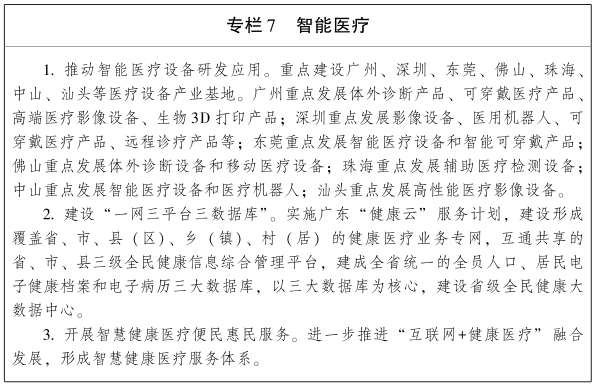 专栏7 智能医疗
1. 推动智能医疗设备研发应用。重点建设广州、深圳、东莞、佛山、珠海、
中山、汕头等医疗设备产业基地。广州重点发展体外诊断产品、可穿戴医疗产品、
高端医疗影像设备、生物3D打印产品；深圳重点发展影像设备、医用机器人、可
穿戴医疗产品、远程诊疗产品等；东莞重点发展智能医疗设备和智能可穿戴产品；
佛山重点发展体外诊断设备和移动医疗设备；珠海重点发展辅助医疗检测设备；
中山重点发展智能医疗设备和医疗机器人；汕头重点发展高性能医疗影像设备。
2. 建设“一网三平台三数据库”。实施广东“健康云”服务计划，建设形成
覆盖省、市、县（区）、乡（镇）、村（居）的健康医疗业务专网，互通共享的
省、市、县三级全民健康信息综合管理平台，建成全省统一的全员人口、居民电
子健康档案和电子病历三大数据库，以三大数据库为核心，建设省级全民健康大
数据中心。
3. 开展智慧健康医疗便民惠民服务。进一步推进“互联网+健康医疗”融合
发展，形成智慧健康医疗服务体系。